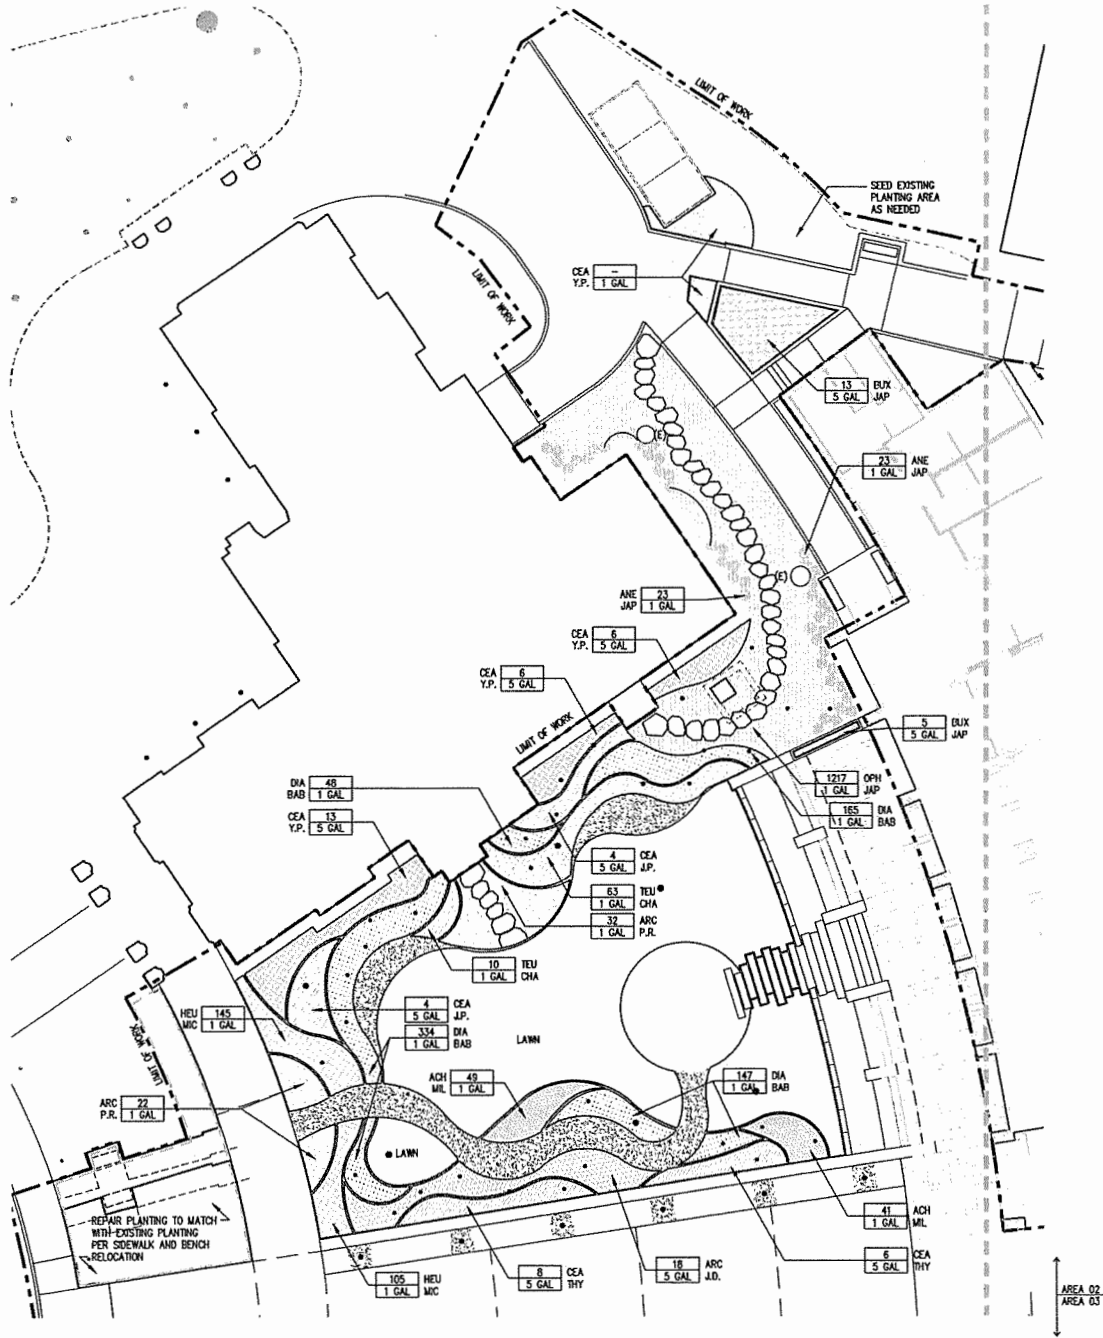 LIMIT OF WORK
SEED EXISTING
PLANTING AREA
AS NEEDED
CEA –
Y.P. 1 GAL
LIMIT OF WORK
13 BUX
5 GAL JAP
(E)
23 ANE
1 GAL JAP
(E)
ANE 23
JAP 1 GAL
CEA 6
Y.P. 5 GAL
CEA 6
Y.P. 5 GAL
LIMIT OF WORK
5 BUX
5 GAL JAP
DIA 48
BAB 1 GAL
1217 OPH
1 GAL JAP
165 DIA
1 GAL BAB
CEA 13
Y.P. 5 GAL
4 CEA
5 GAL J.P.
63 TEU
1 GAL CHA
32 ARC
1 GAL P.R.
10 TEU
1 GAL CHA
HEU 145
MIC 1 GAL
4 CEA
5 GAL J.P.
334 DIA
1 GAL BAB
LAWN
LIMIT OF WORK
ACH 49
MIL 1 GAL
147 DIA
1 GAL BAB
ARC 22
P.R. 1 GAL
LAWN
REPAIR PLANTING TO MATCH
WITH EXISTING PLANTING
PER SIDEWALK AND BENCH
RELOCATION
41 ACH
1 GAL MIL
6 CEA
5 GAL THY
18 ARC
5 GAL J.D.
8 CEA
5 GAL THY
105 HEU
1 GAL MIC
AREA 02
AREA 03